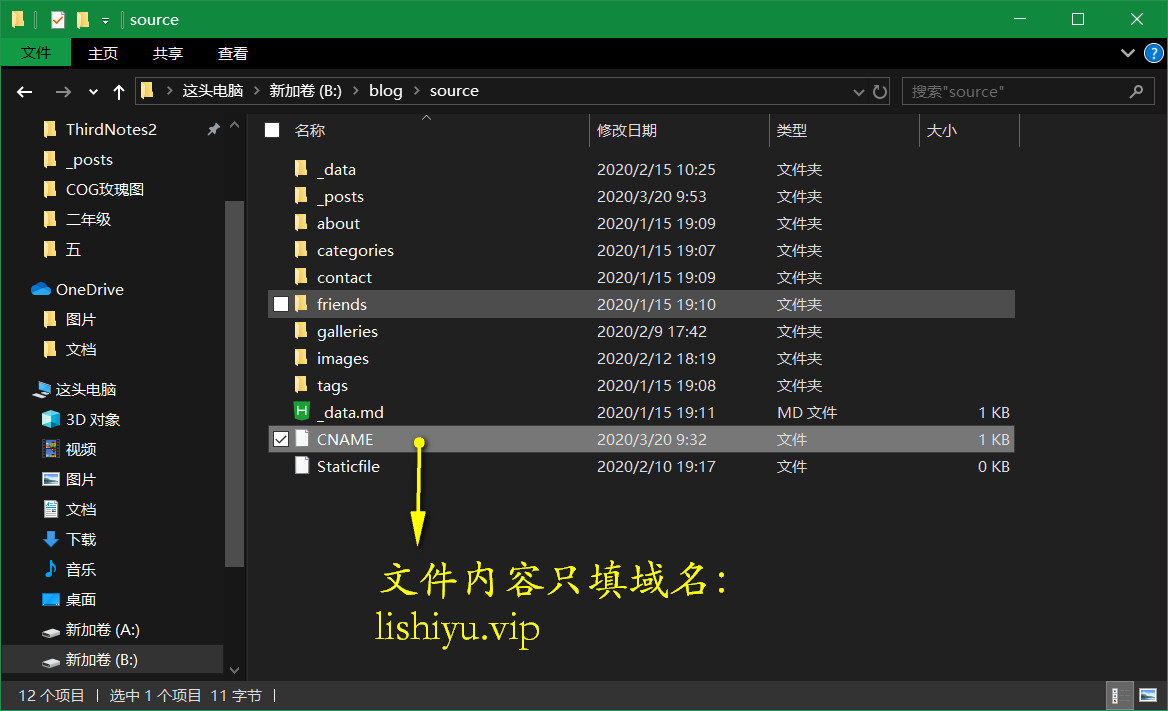 source
文件 主页 共享 查看
这头电脑 新加卷 (B:) blog source
搜索"source"
ThirdNotes2
_posts
COG玫瑰图
二年级
五
OneDrive
图片
文档
这头电脑
3D 对象
视频
图片
文档
下载
音乐
桌面
新加卷 (A:)
新加卷 (B:)
名称 修改日期 类型 大小
_data 2020/2/15 10:25 文件夹
_posts 2020/3/20 9:53 文件夹
about 2020/1/15 19:09 文件夹
categories 2020/1/15 19:07 文件夹
contact 2020/1/15 19:09 文件夹
friends 2020/1/15 19:10 文件夹
galleries 2020/2/9 17:42 文件夹
images 2020/2/12 18:19 文件夹
tags 2020/1/15 19:08 文件夹
_data.md 2020/1/15 19:11 MD 文件 1 KB
CNAME 2020/3/20 9:32 文件 1 KB
Staticfile 2020/2/10 19:17 文件 0 KB
文件内容只填域名：
lishiyu.vip
12 个项目 选中 1 个项目 11 字节